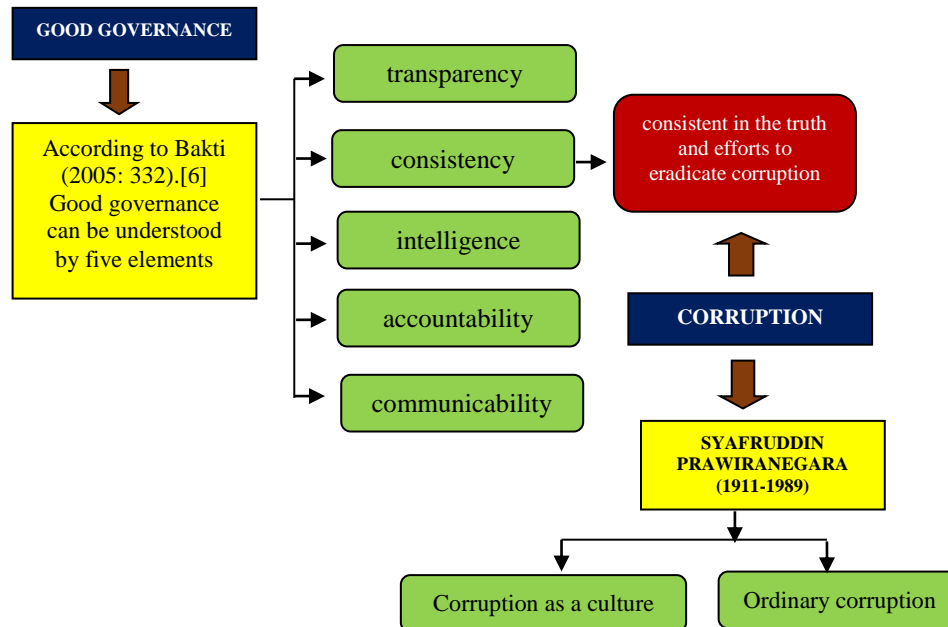 GOOD GOVERNANCE
According to Bakti
(2005: 332).[6]
Good governance
can be understood
by five elements
transparency
consistency
intelligence
accountability
communicability
consistent in the truth
and efforts to
eradicate corruption
CORRUPTION
SYAFRUDDIN
PRAWIRANEGARA
(1911-1989)
Corruption as a culture
Ordinary corruption